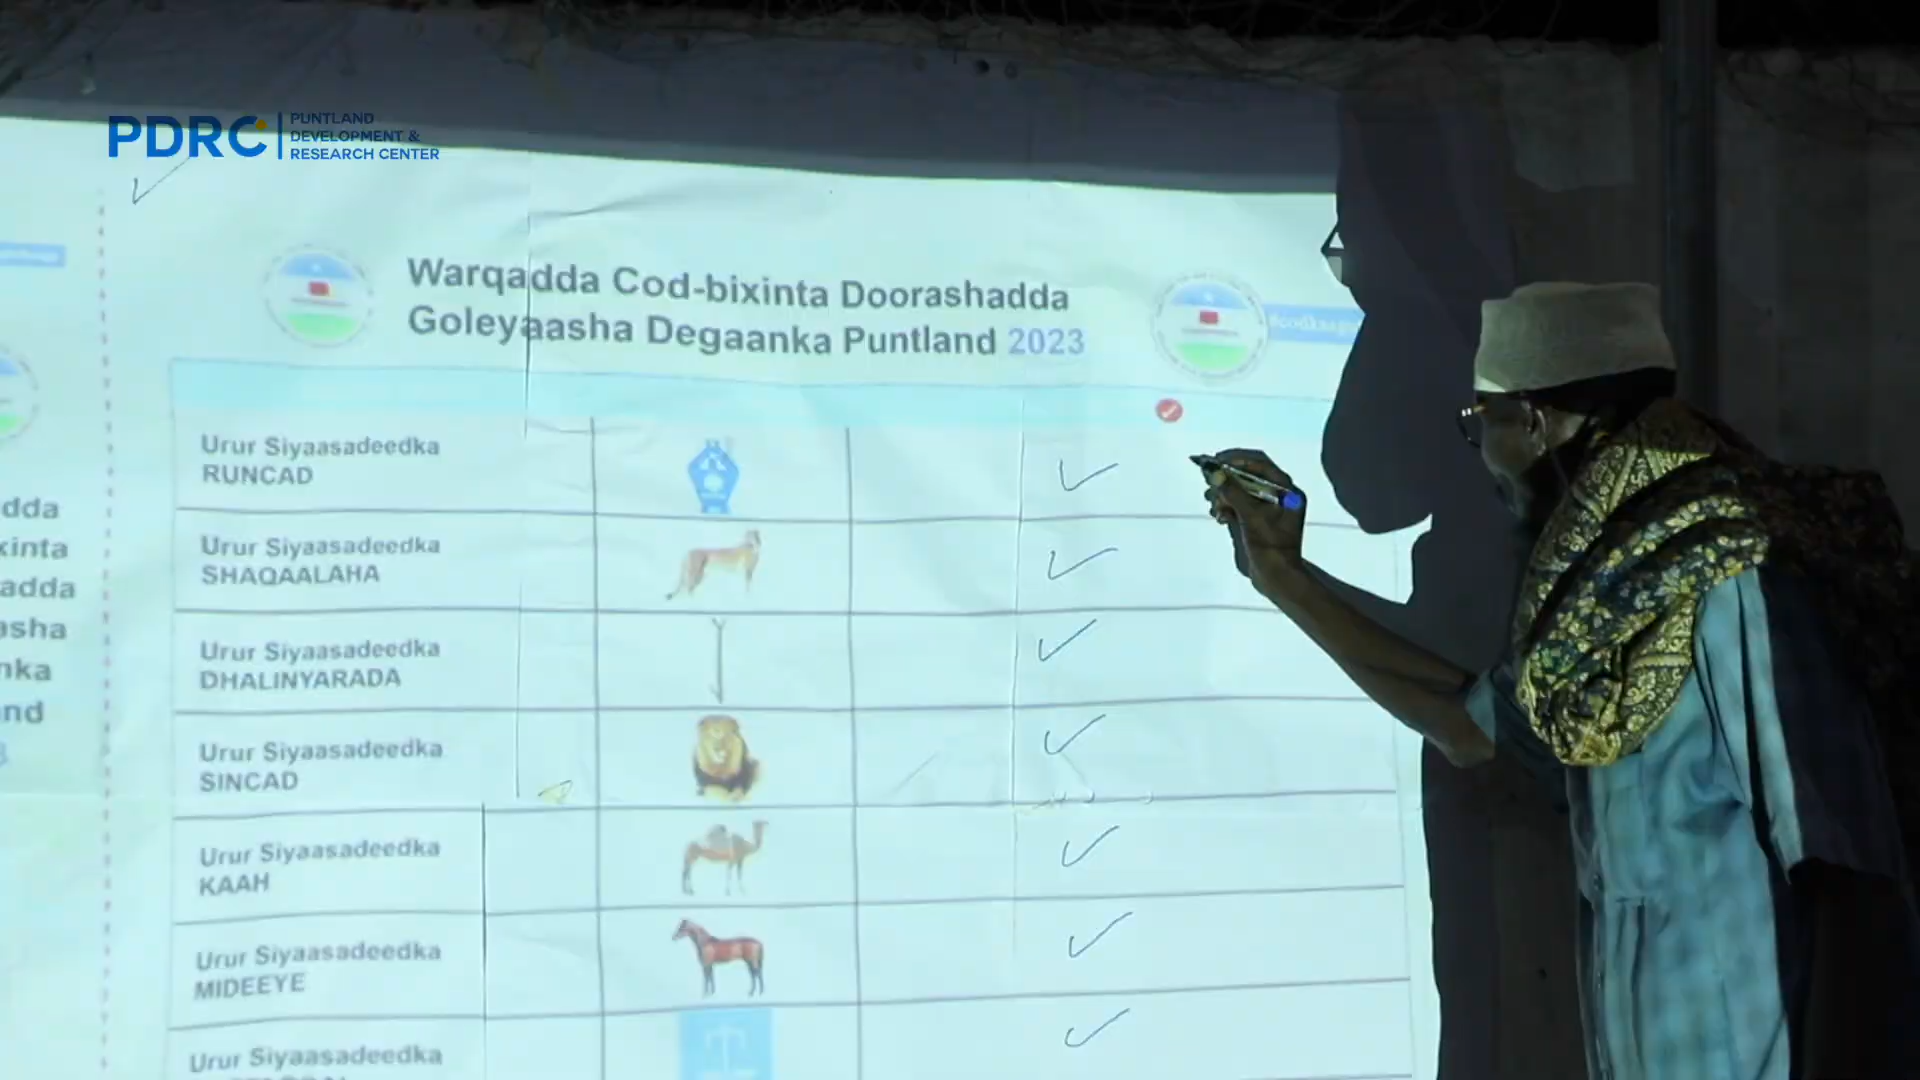 PDRC
PUNTLAND
DEVELOPMENT &
RESEARCH CENTER
Warqadda Cod-bixinta Doorashadda
Goleyaasha Degaanka Puntland 2023
Urur Siyaasadeedka
RUNCAD
Urur Siyaasadeedka
SHAQAALAHA
Urur Siyaasadeedka
DHALINYARADA
Urur Siyaasadeedka
SINCAD
Urur Siyaasadeedka
KAAH
Urur Siyaasadeedka
MIDEEYE
Urur Siyaasadeedka